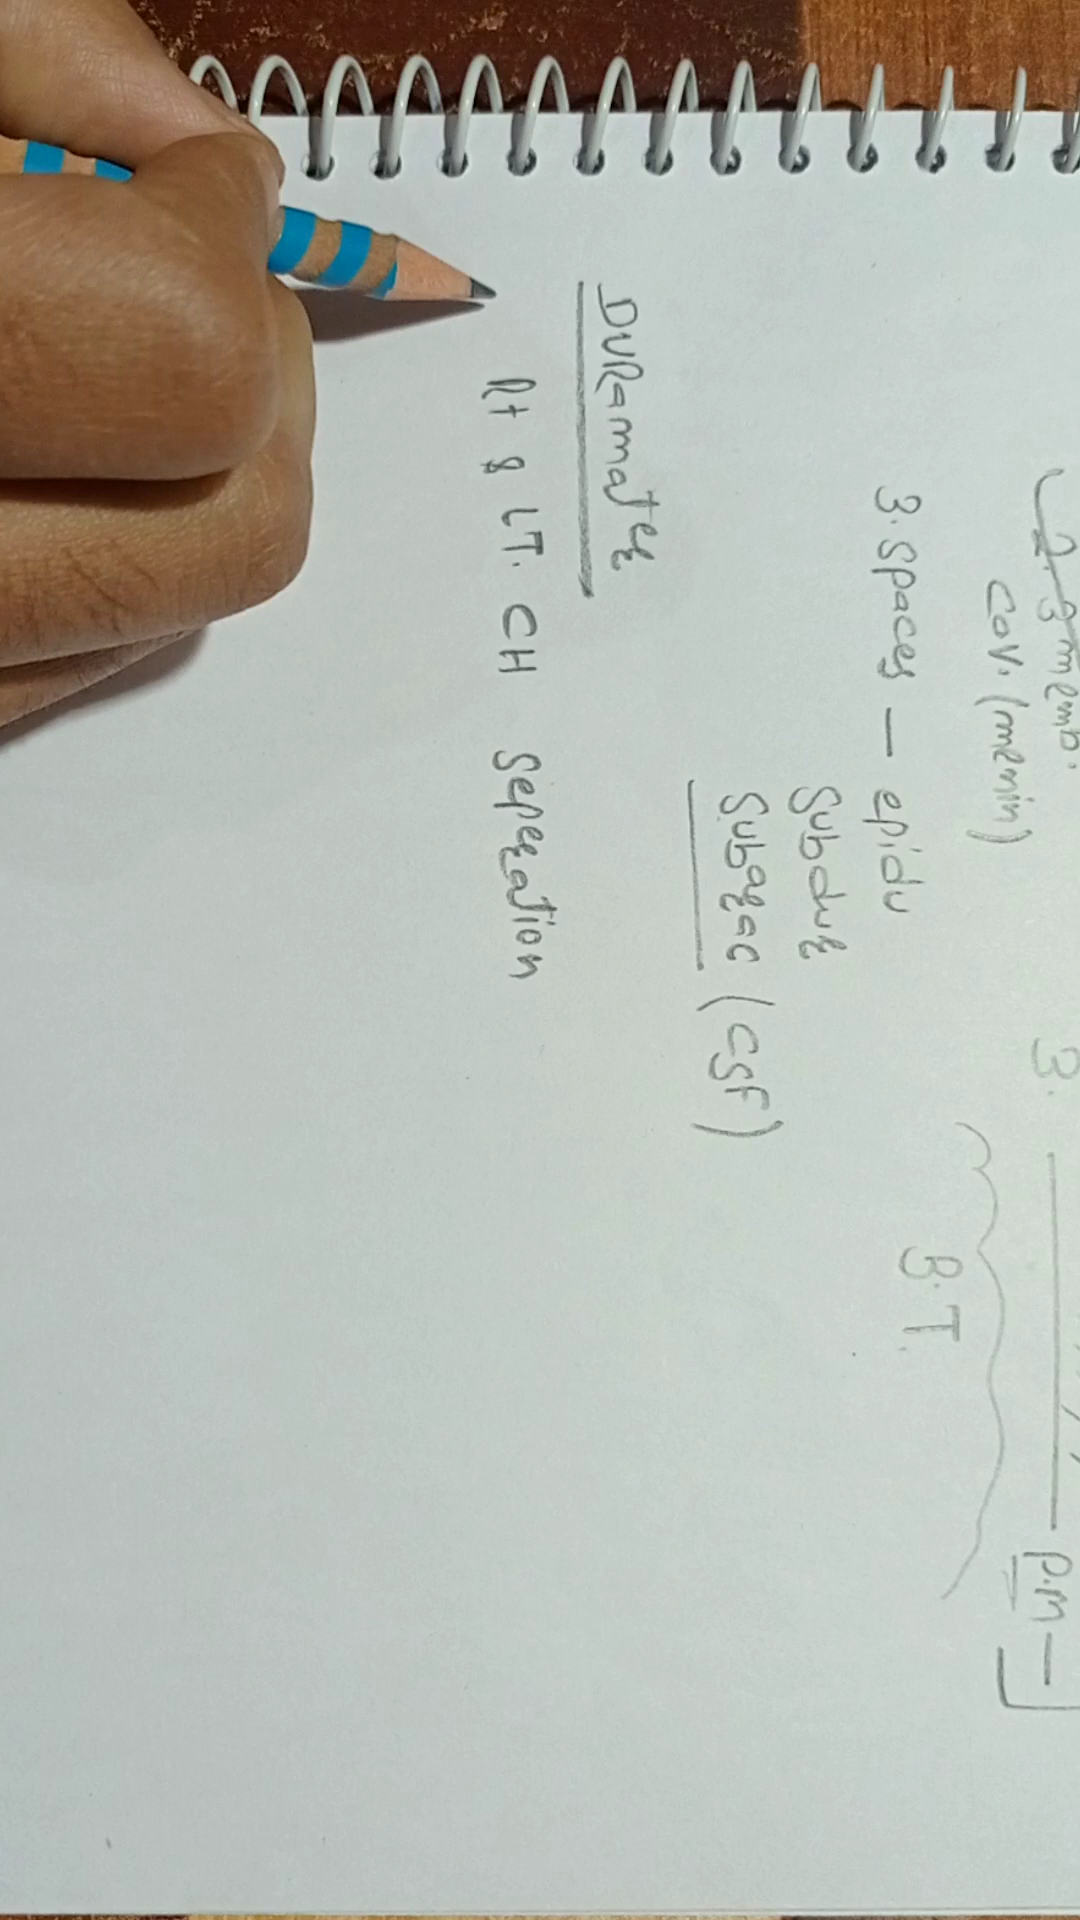 3.
P.M —
2. 3 memb.
cov. (menin)
B.T.
3. spaces — epidu
Subdur
Subarac (CSF)
DURamater
Rt & LT. CH Seperation